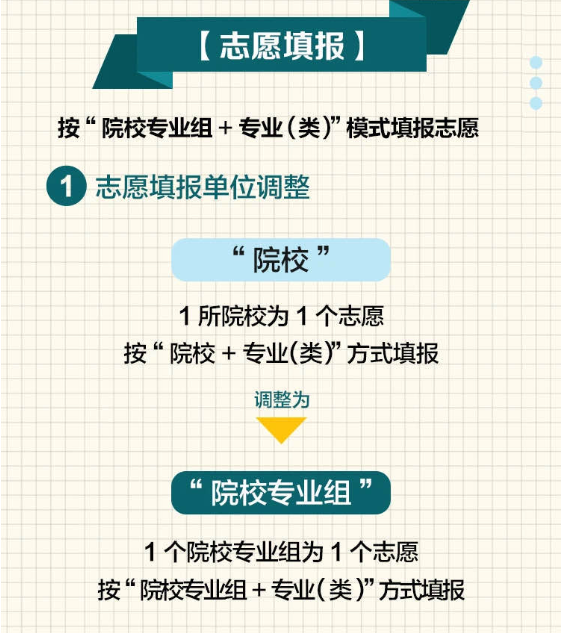 【志愿填报】
按“院校专业组+专业(类)”模式填报志愿
1 志愿填报单位调整
“院校”
1所院校为1个志愿
按“院校+专业(类)”方式填报
调整为
“院校专业组”
1个院校专业组为1个志愿
按“院校专业组+专业(类)”方式填报